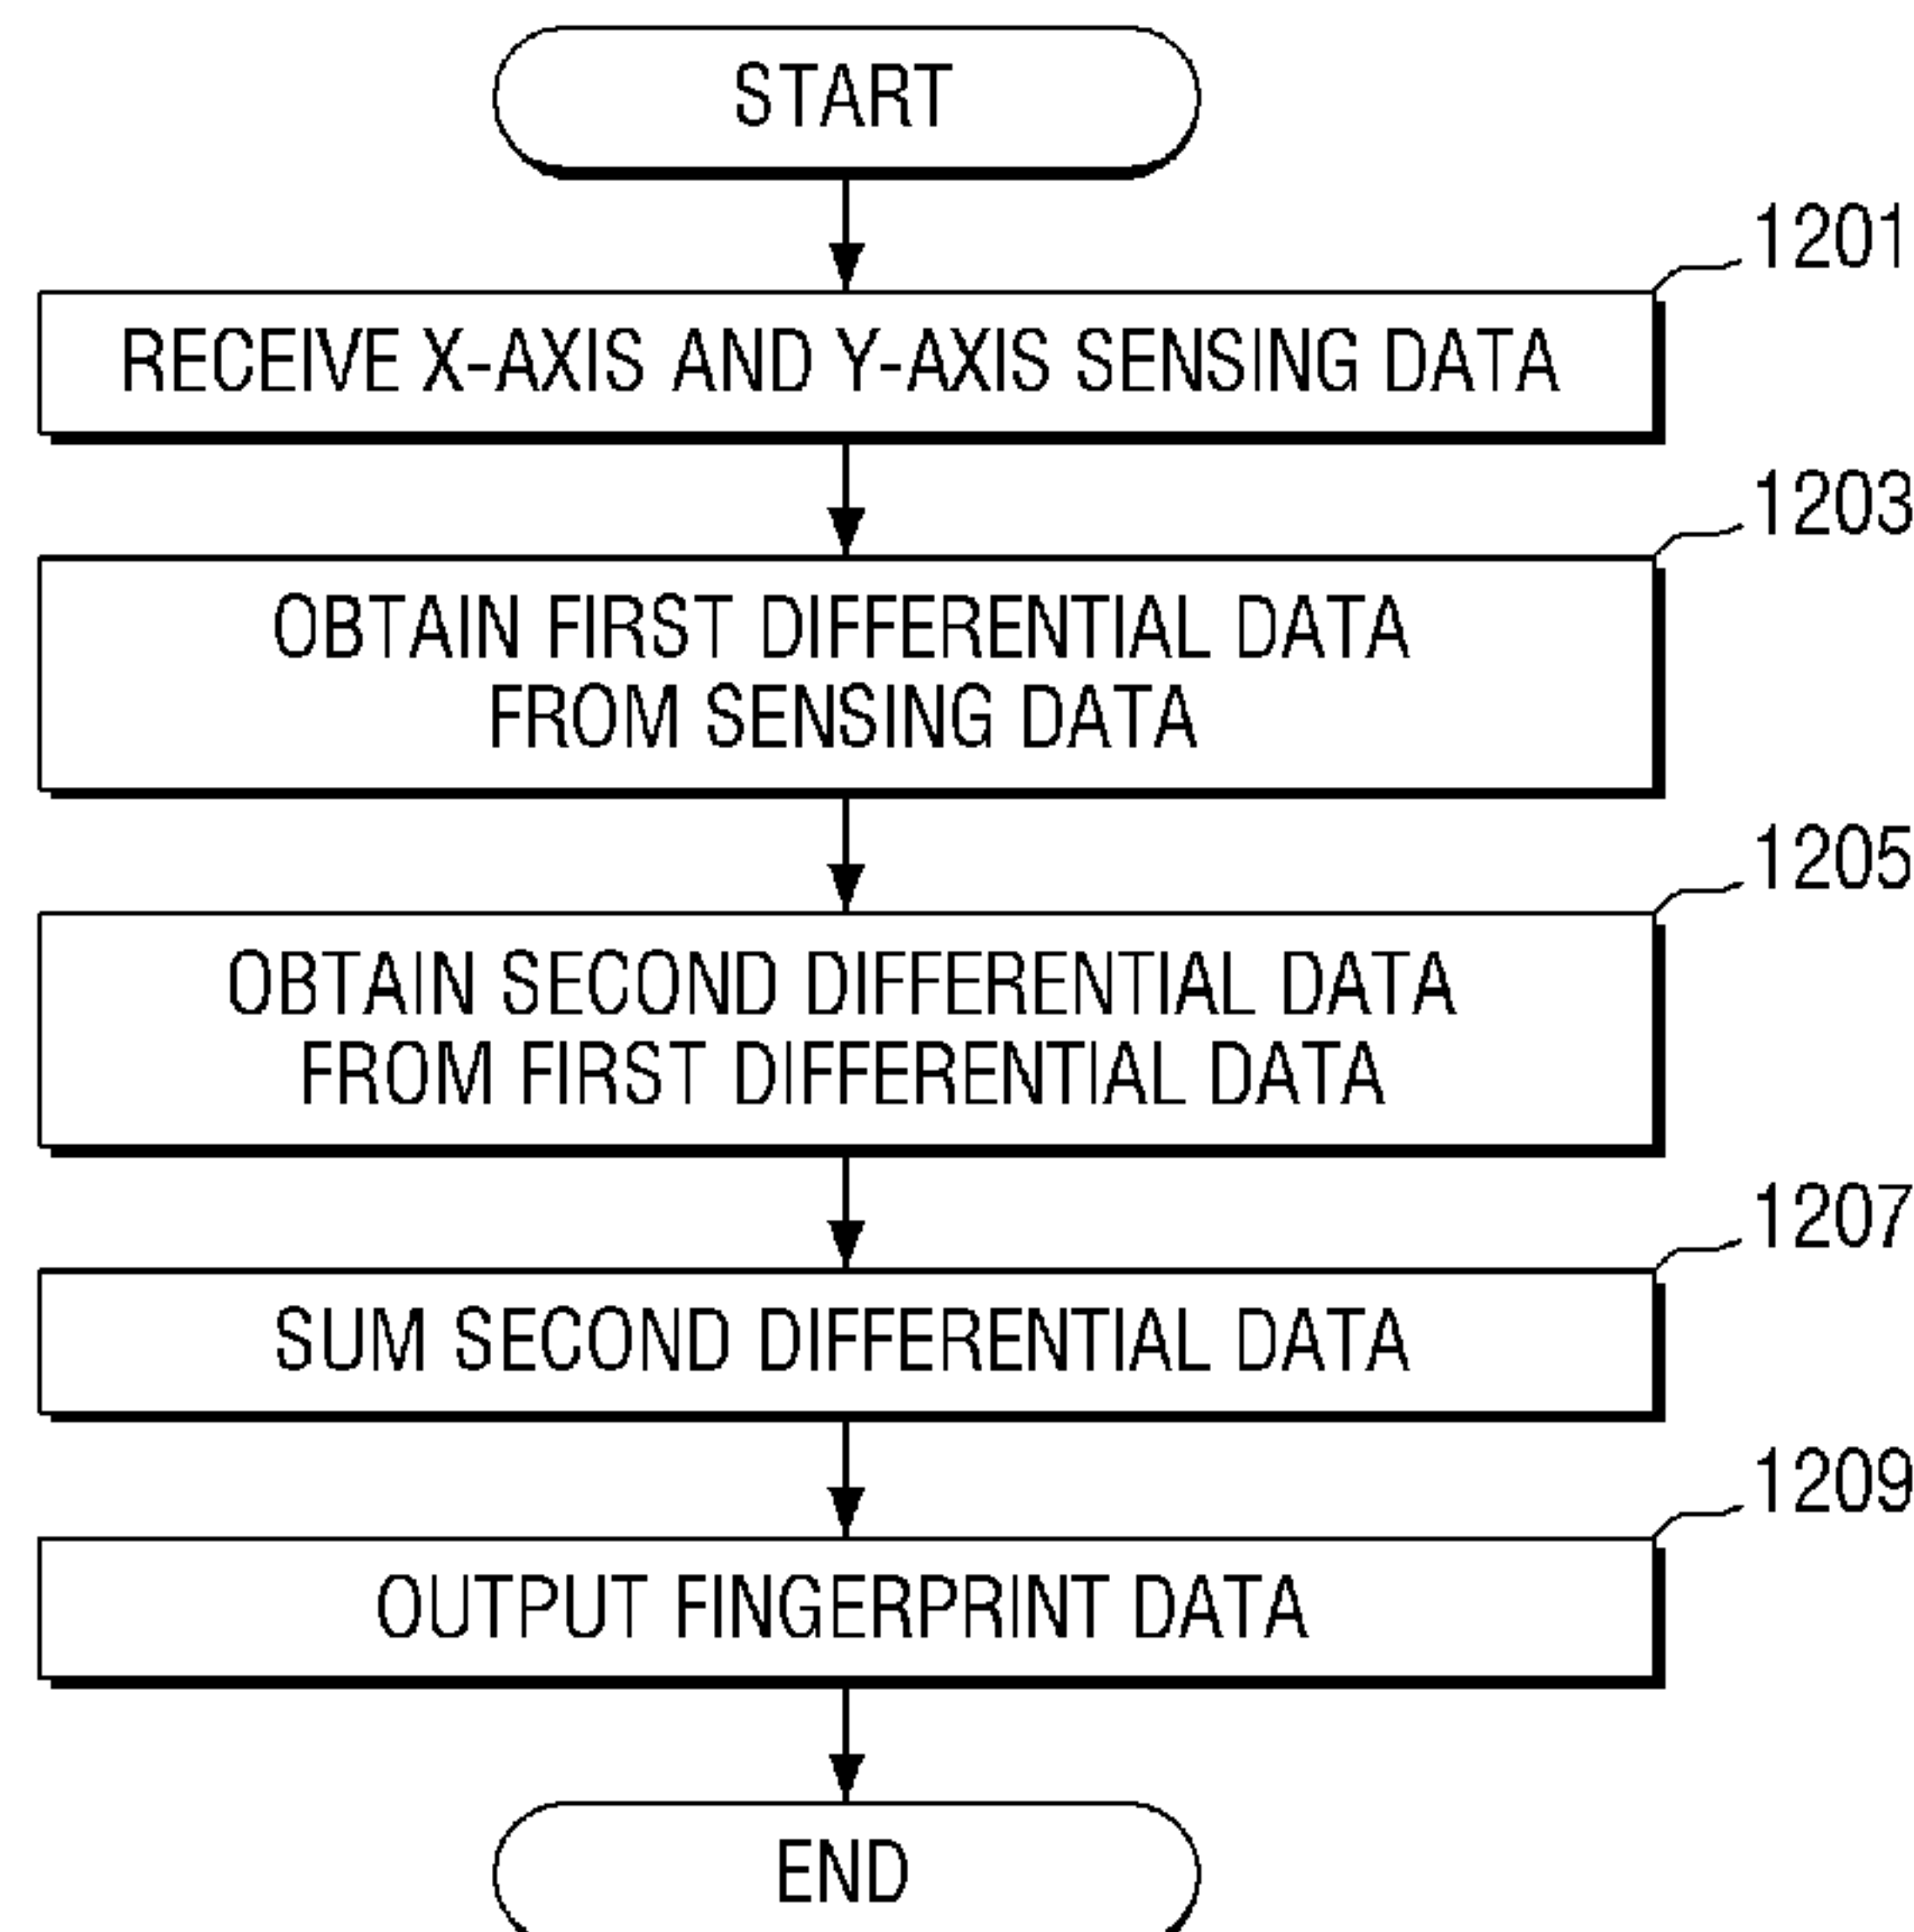 START
1201
RECEIVE X-AXIS AND Y-AXIS SENSING DATA
1203
OBTAIN FIRST DIFFERENTIAL DATA
FROM SENSING DATA
1205
OBTAIN SECOND DIFFERENTIAL DATA
FROM FIRST DIFFERENTIAL DATA
1207
SUM SECOND DIFFERENTIAL DATA
1209
OUTPUT FINGERPRINT DATA
END